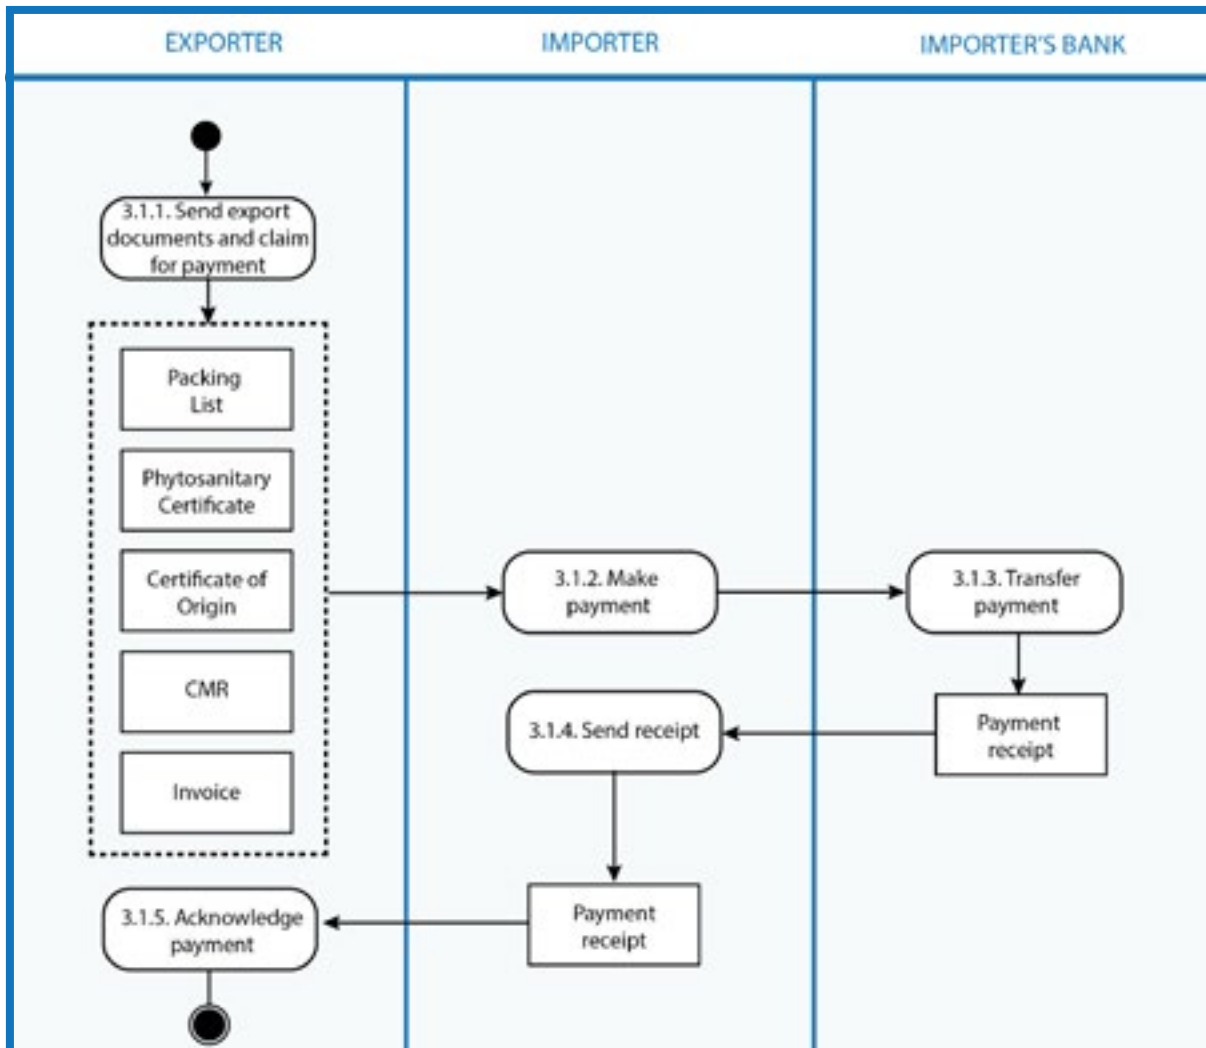 EXPORTER
IMPORTER
IMPORTER'S BANK
3.1.1. Send export
documents and claim
for payment
Packing
List
Phytosanitary
Certificate
Certificate of
Origin
CMR
Invoice
3.1.2. Make
payment
3.1.3. Transfer
payment
Payment
receipt
3.1.4. Send receipt
Payment
receipt
3.1.5. Acknowledge
payment